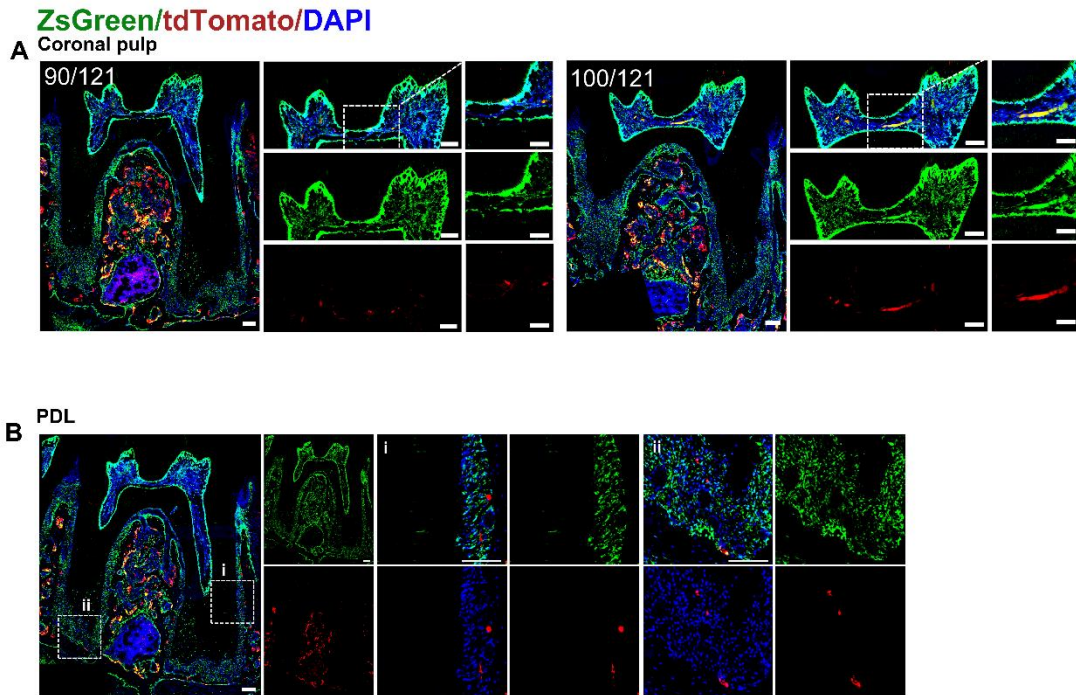 ZsGreen/tdTomato/DAPI
A Coronal pulp
90/121
100/121
B PDL
i
ii
i
ii